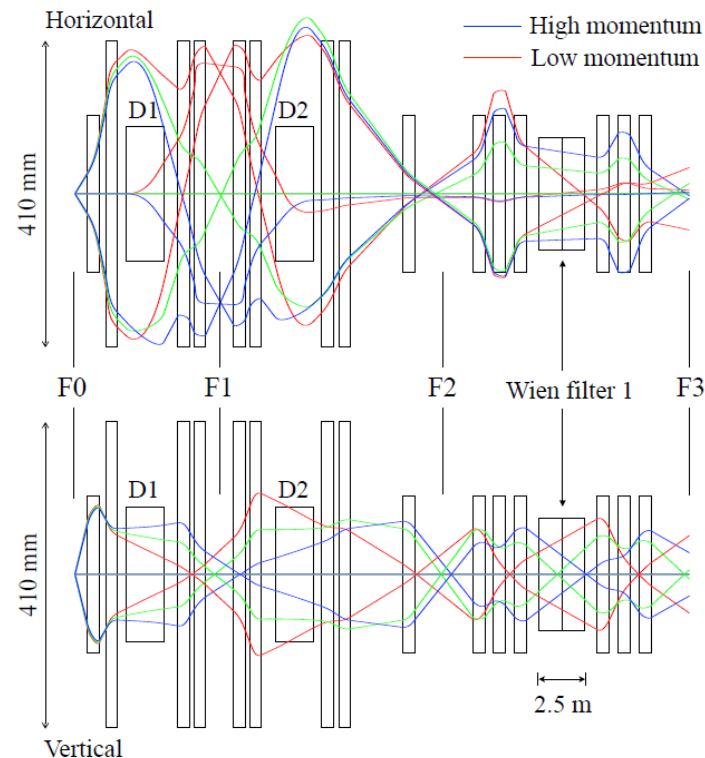 Horizontal
High momentum
Low momentum
D1
D2
410 mm
F0
F1
F2
Wien filter 1
F3
D1
D2
410 mm
2.5 m
Vertical